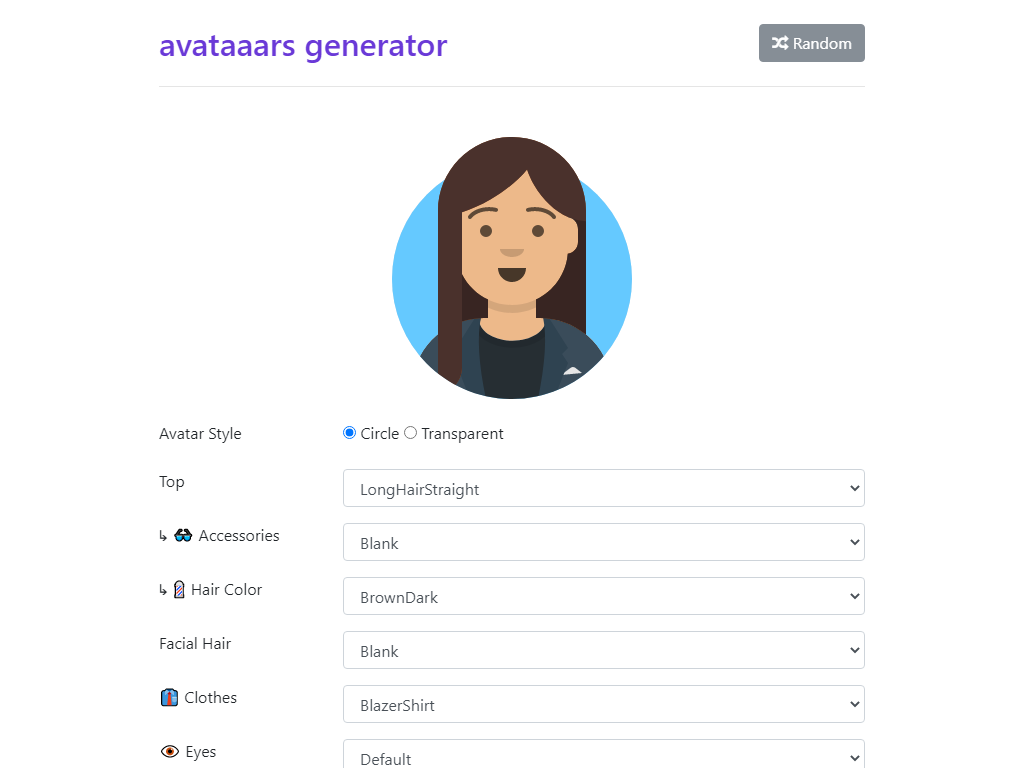 avataaars generator
Random
Avatar Style
Circle Transparent
Top
LongHairStraight
↳ Accessories
Blank
↳ Hair Color
BrownDark
Facial Hair
Blank
Clothes
BlazerShirt
Eyes
Default